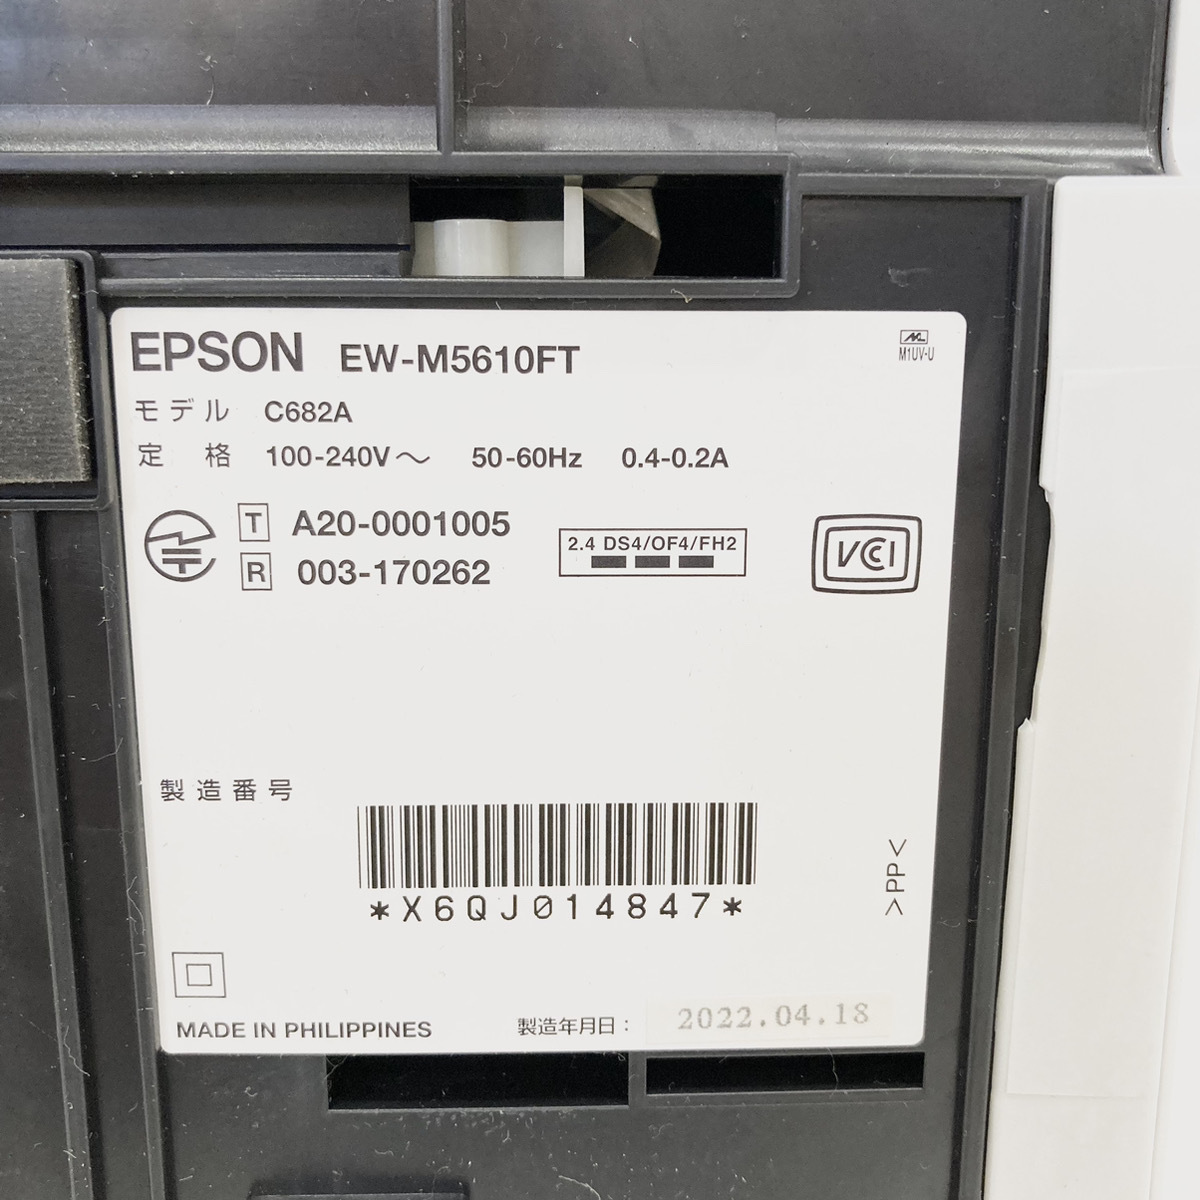 EPSON EW-M5610FT
M1UV-U
モデル C682A
定格 100-240V～ 50-60Hz 0.4-0.2A
T A20-0001005
R 003-170262
2.4 DS4/OF4/FH2
VCCI
製造番号
*X6QJ014847*
>PP<
MADE IN PHILIPPINES
製造年月日： 2022.04.18